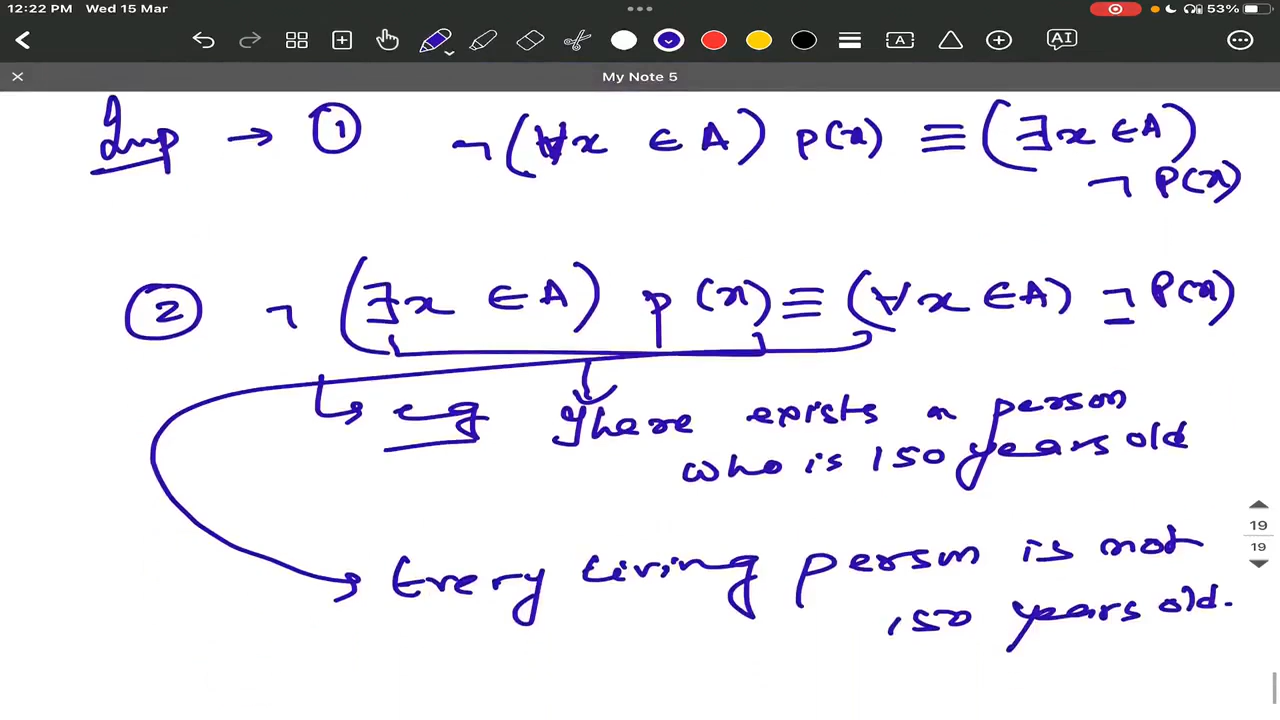 12:22 PM Wed 15 Mar
53%
A
AI
My Note 5
Imp → ① ¬(∀x ∈ A) p(x) ≡ (∃x ∈ A)
¬ P(x)
② ¬ (∃x ∈ A) p(x) ≡ (∀x ∈ A) ¬ P(x)
↳ eg There exists a person
who is 150 years old
19
19
→ Every living person is not
150 years old.